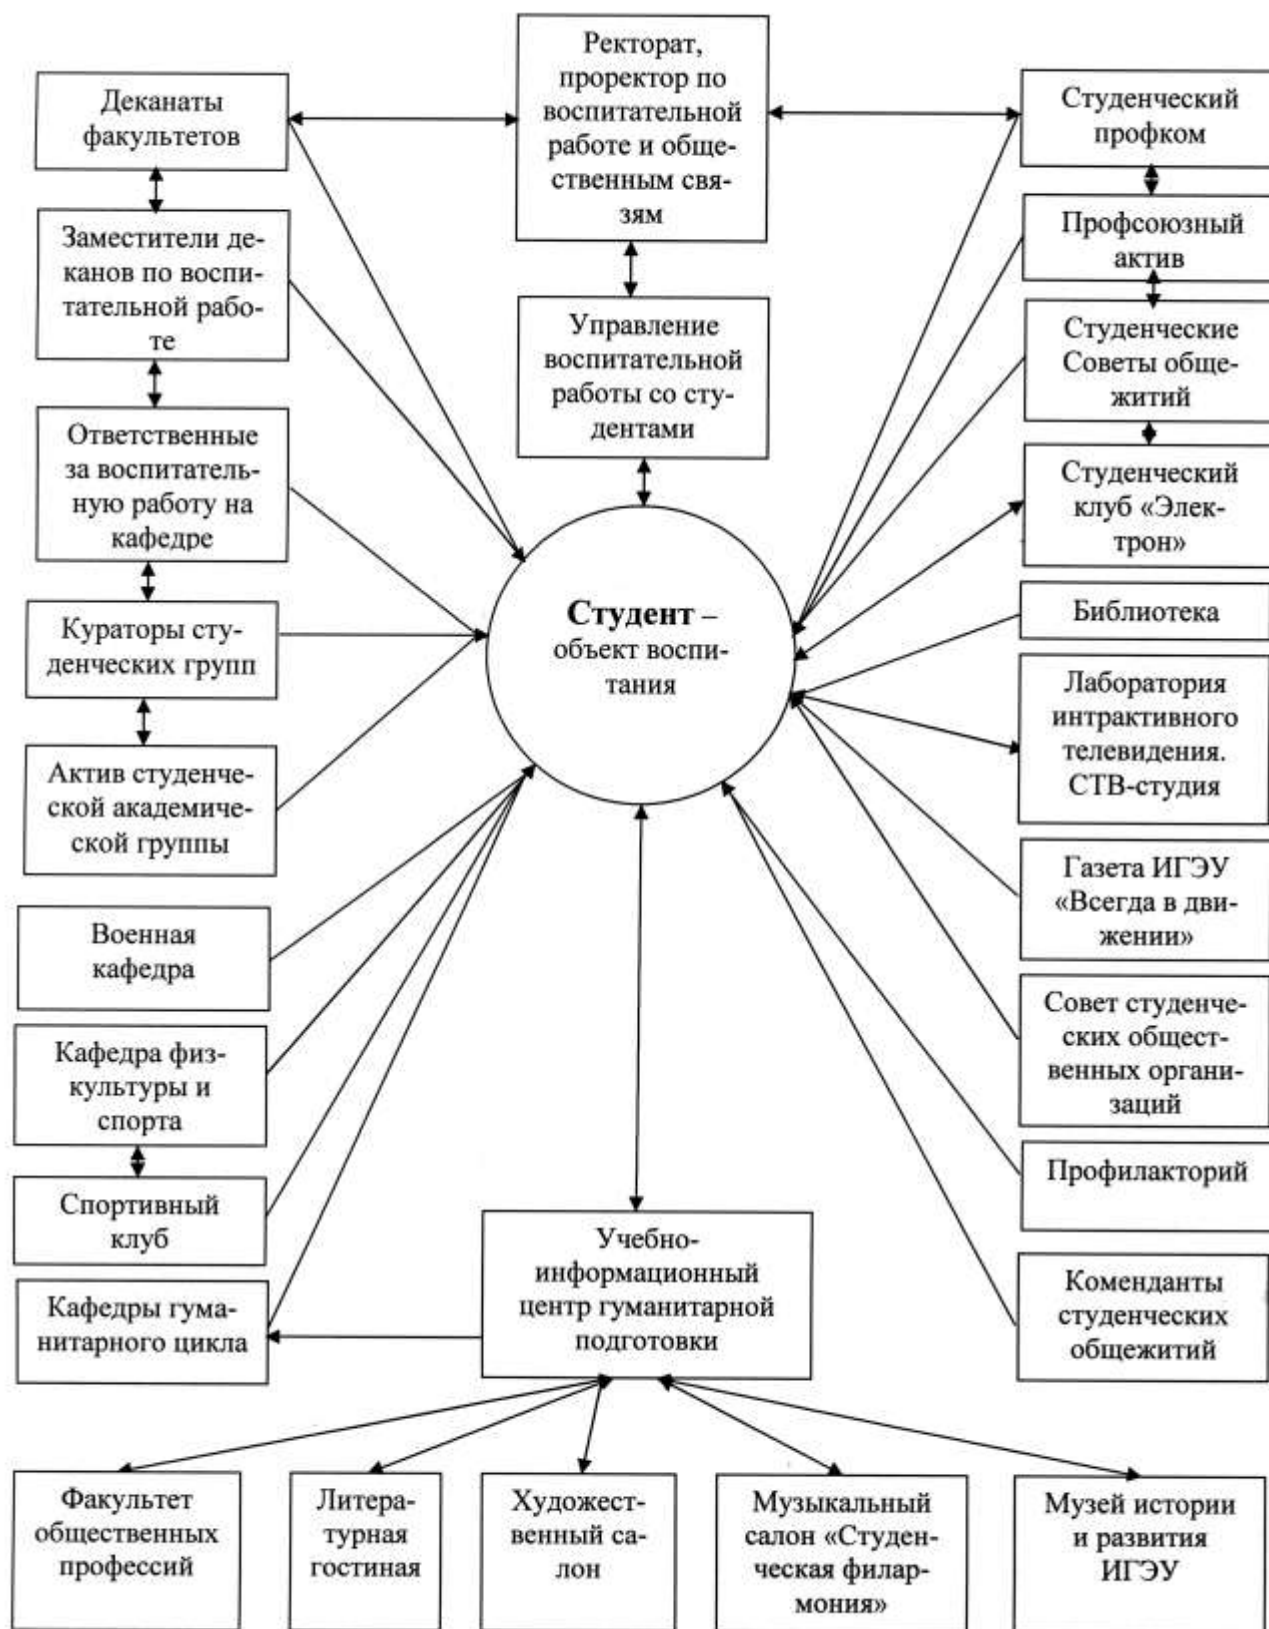 Ректорат,
проректор по
воспитательной
работе и обще-
ственным свя-
зям
Деканаты
факультетов
Студенческий
профком
Заместители де-
канов по воспи-
тательной рабо-
те
Профсоюзный
актив
Управление
воспитательной
работы со сту-
дентами
Студенческие
Советы обще-
житий
Ответственные
за воспитатель-
ную работу на
кафедре
Студенческий
клуб «Элек-
трон»
Студент –
объект воспи-
тания
Кураторы сту-
денческих групп
Библиотека
Лаборатория
интрактивного
телевидения.
СТВ-студия
Актив студенче-
ской академиче-
ской группы
Газета ИГЭУ
«Всегда в дви-
жении»
Военная
кафедра
Совет студенче-
ских общест-
венных органи-
заций
Кафедра физ-
культуры и
спорта
Профилакторий
Спортивный
клуб
Учебно-
информационный
центр гуманитарной
подготовки
Коменданты
студенческих
общежитий
Кафедры гума-
нитарного цикла
Факультет
общественных
профессий
Литера-
турная
гостиная
Художест-
венный са-
лон
Музыкальный
салон «Студен-
ческая филар-
мония»
Музей истории
и развития
ИГЭУ